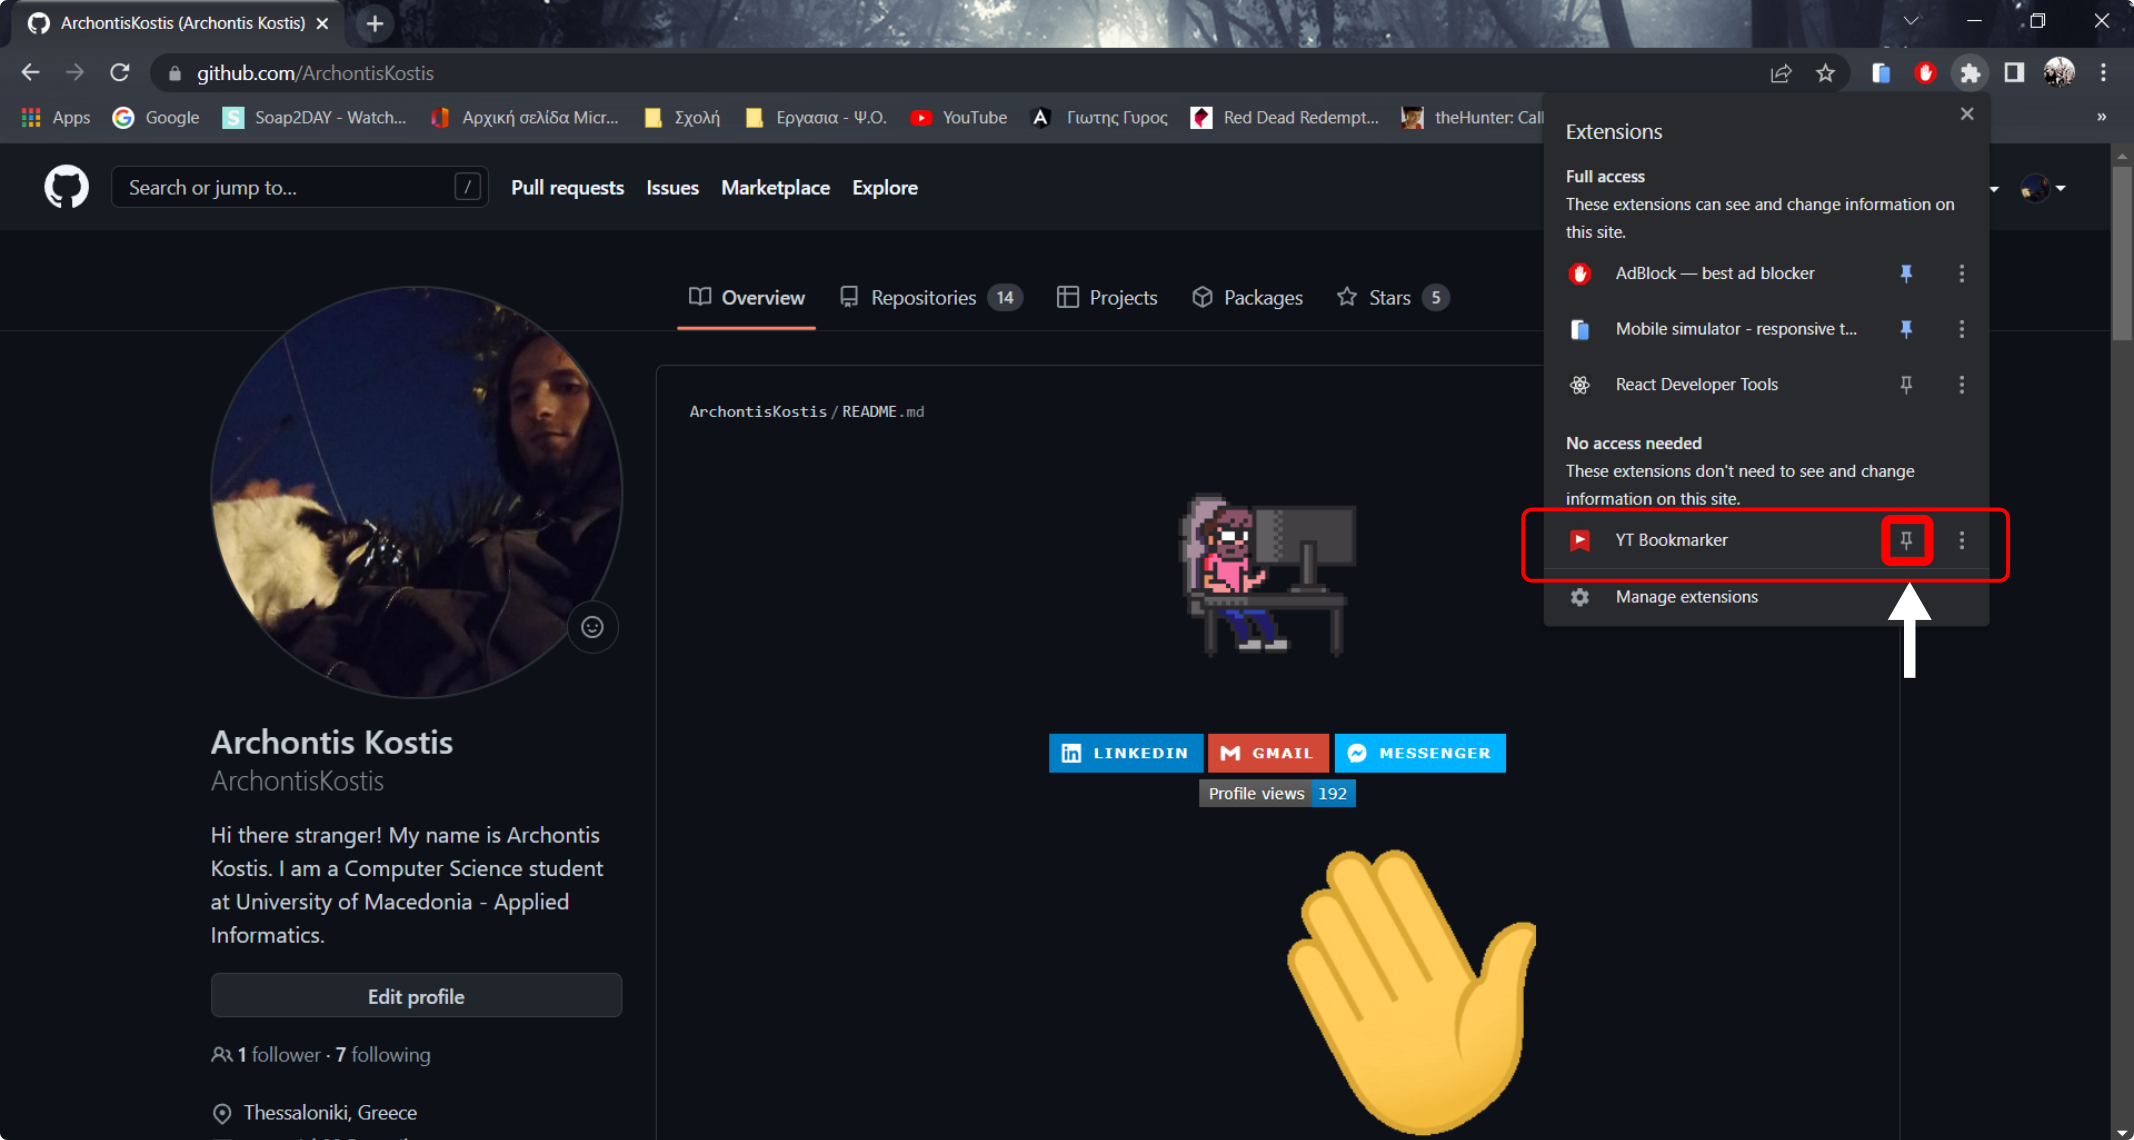 ArchontisKostis (Archontis Kostis)
github.com/ArchontisKostis
Apps
Google
Soap2DAY - Watch...
Αρχική σελίδα Micr...
Σχολή
Εργασια - Ψ.Ο.
YouTube
Γιωτης Γυρος
Red Dead Redempt...
theHunter: Call
»
Search or jump to...
/
Pull requests
Issues
Marketplace
Explore
Overview
Repositories 14
Projects
Packages
Stars 5
ArchontisKostis / README.md
LINKEDIN
GMAIL
MESSENGER
Profile views 192
Archontis Kostis
ArchontisKostis
Hi there stranger! My name is Archontis
Kostis. I am a Computer Science student
at University of Macedonia - Applied
Informatics.
Edit profile
1 follower · 7 following
Thessaloniki, Greece
Extensions
Full access
These extensions can see and change information on
this site.
AdBlock — best ad blocker
Mobile simulator - responsive t...
React Developer Tools
No access needed
These extensions don't need to see and change
information on this site.
YT Bookmarker
Manage extensions